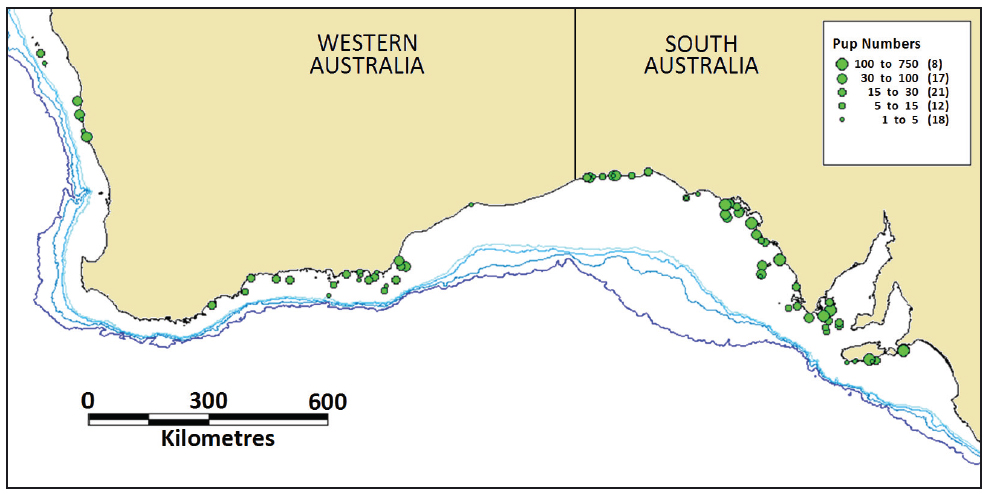 WESTERN
AUSTRALIA
SOUTH
AUSTRALIA
Pup Numbers
100 to 750 (8)
30 to 100 (17)
15 to 30 (21)
5 to 15 (12)
1 to 5 (18)
0 300 600
Kilometres